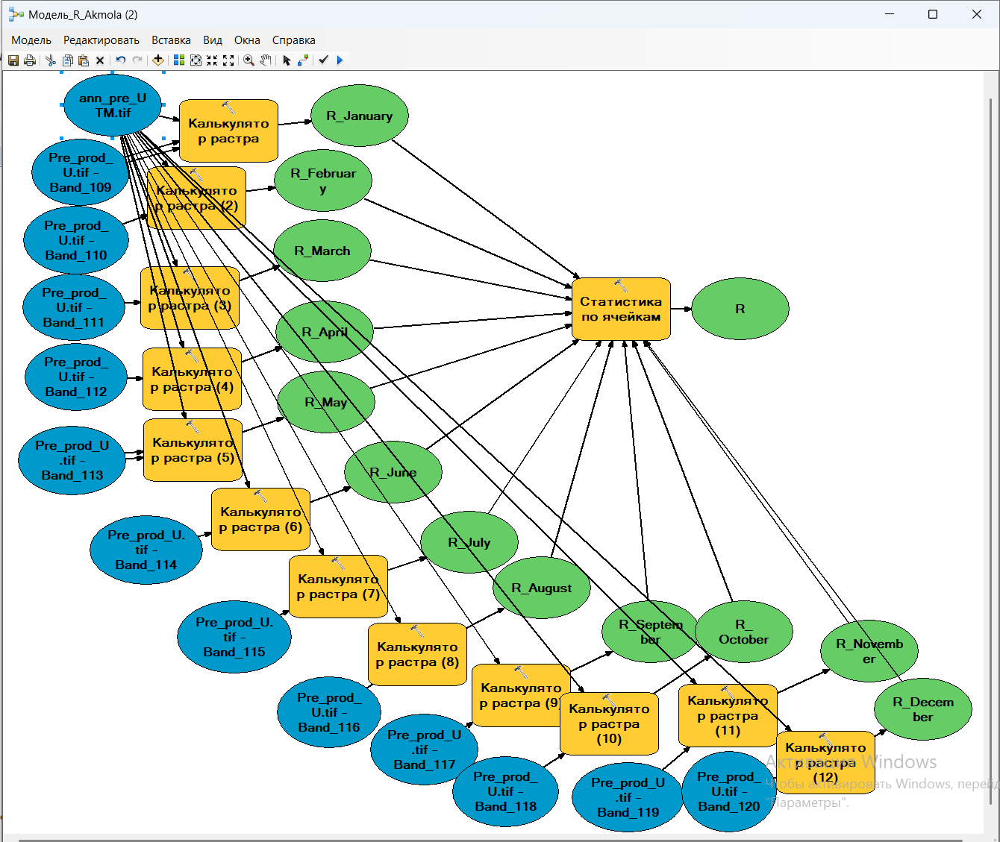 Модель_R_Akmola (2)
Модель Редактировать Вставка Вид Окна Справка
ann_pre_U
TM.tif
Калькулято
р растра
R_January
Pre_prod_
U.tif -
Band_109
Калькулято
р растра (2)
R_Februar
y
Pre_prod_
U.tif -
Band_110
R_March
Калькулято
р растра (3)
Pre_prod_
U.tif -
Band_111
Статистика
по ячейкам
R
R_April
Калькулято
р растра (4)
Pre_prod_
U.tif -
Band_112
R_May
Калькулято
р растра (5)
Pre_prod_U
.tif -
Band_113
R_June
Калькулято
р растра (6)
Pre_prod_U.
tif -
Band_114
R_July
Калькулято
р растра (7)
R_August
Pre_prod_U.
tif -
Band_115
Калькулято
р растра (8)
R_Septem
ber
R_
October
R_Novemb
er
Pre_prod_
U.tif -
Band_116
Калькулято
р растра (9)
Калькулято
р растра
(10)
Калькулято
р растра
(11)
R_Decem
ber
Pre_prod_U
.tif -
Band_117
Калькулято
р растра
(12)
Pre_prod_
U.tif -
Band_118
Pre_prod_U
.tif -
Band_119
Pre_prod_
U.tif -
Band_120
Активация Windows
Чтобы активировать Windows, перейд
"Параметры".